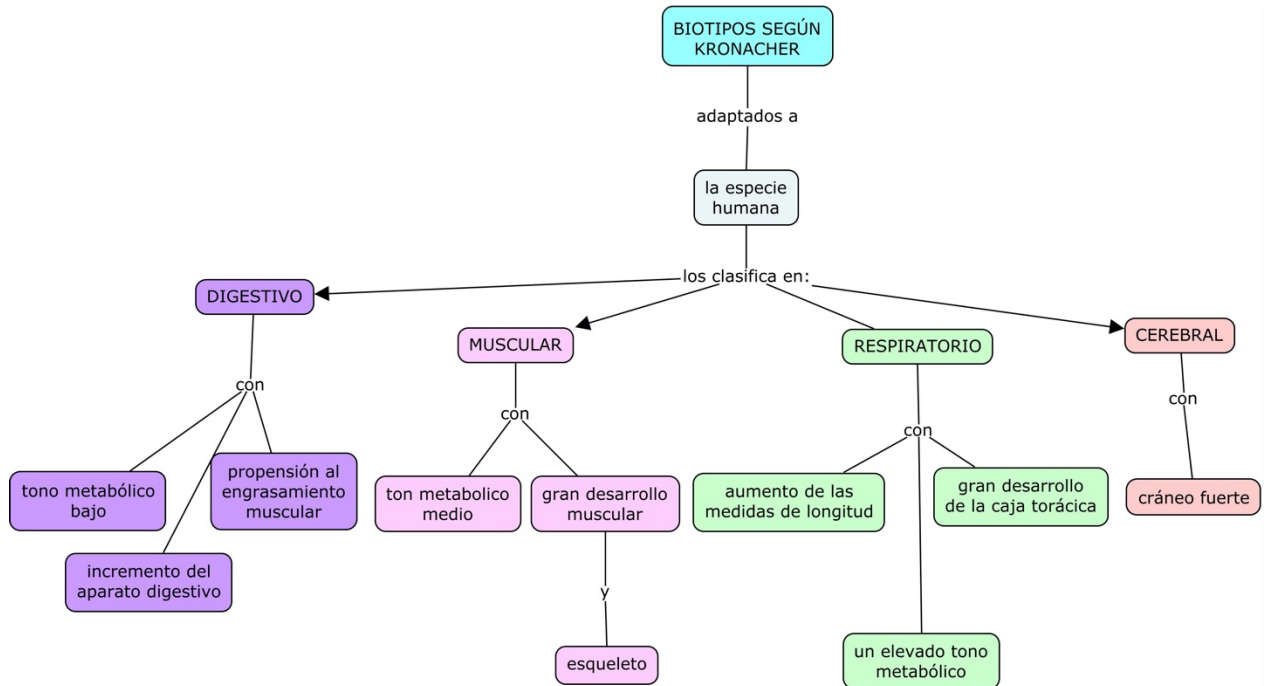 BIOTIPOS SEGÚN
KRONACHER
adaptados a
la especie
humana
los clasifica en:
DIGESTIVO
con
tono metabólico
bajo
incremento del
aparato digestivo
propensión al
engrasamiento
muscular
MUSCULAR
con
ton metabolico
medio
gran desarrollo
muscular
y
esqueleto
RESPIRATORIO
con
aumento de las
medidas de longitud
un elevado tono
metabólico
gran desarrollo
de la caja torácica
CEREBRAL
con
cráneo fuerte